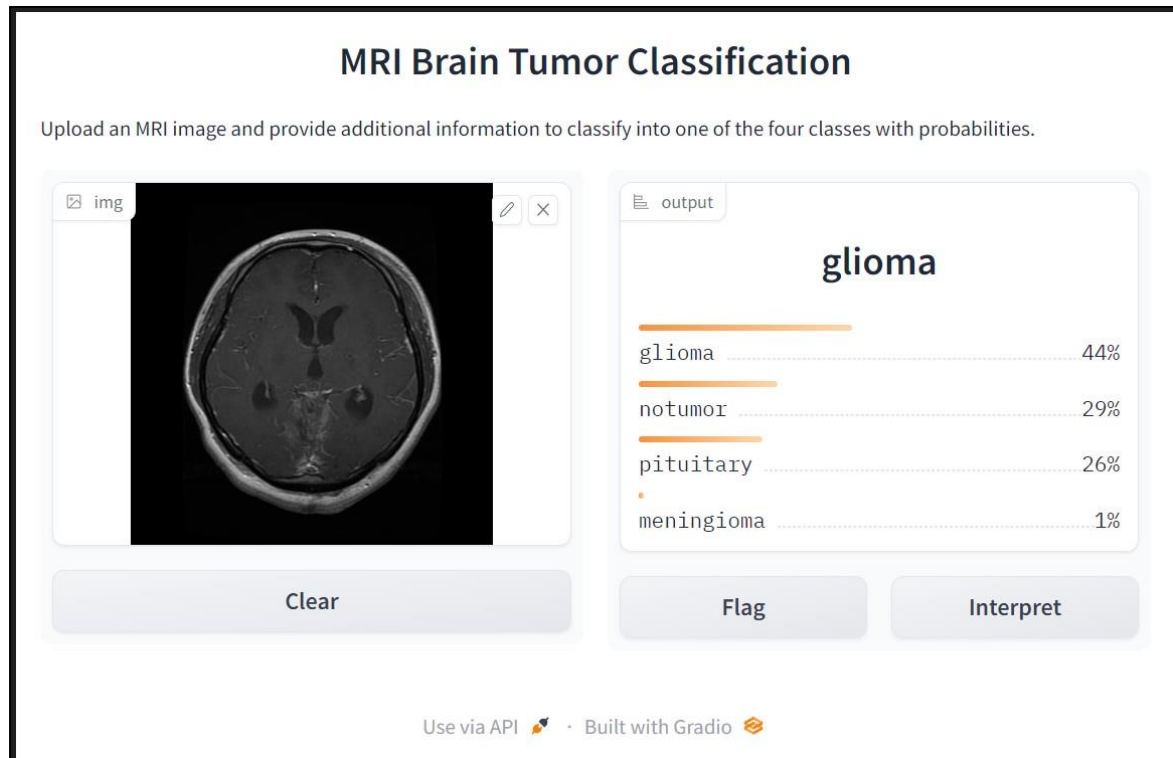 MRI Brain Tumor Classification
Upload an MRI image and provide additional information to classify into one of the four classes with probabilities.
img
output
glioma
glioma 44%
notumor 29%
pituitary 26%
meningioma 1%
Clear
Flag
Interpret
Use via API · Built with Gradio